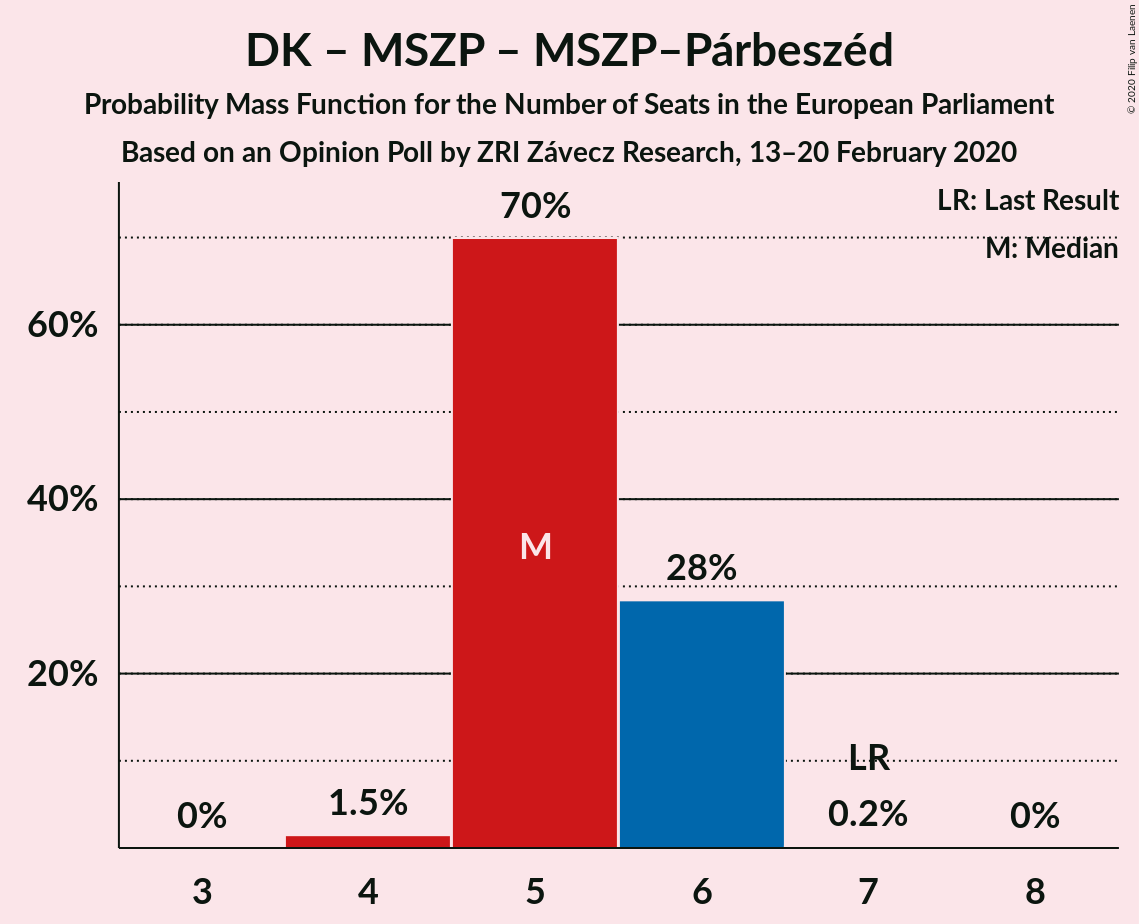 DK – MSZP – MSZP–Párbeszéd
Probability Mass Function for the Number of Seats in the European Parliament
Based on an Opinion Poll by ZRI Závecz Research, 13–20 February 2020
© 2020 Filip van Laenen
LR: Last Result
M: Median
70%
60%
M
40%
28%
20%
LR
0%
1.5%
0.2%
0%
3
4
5
6
7
8